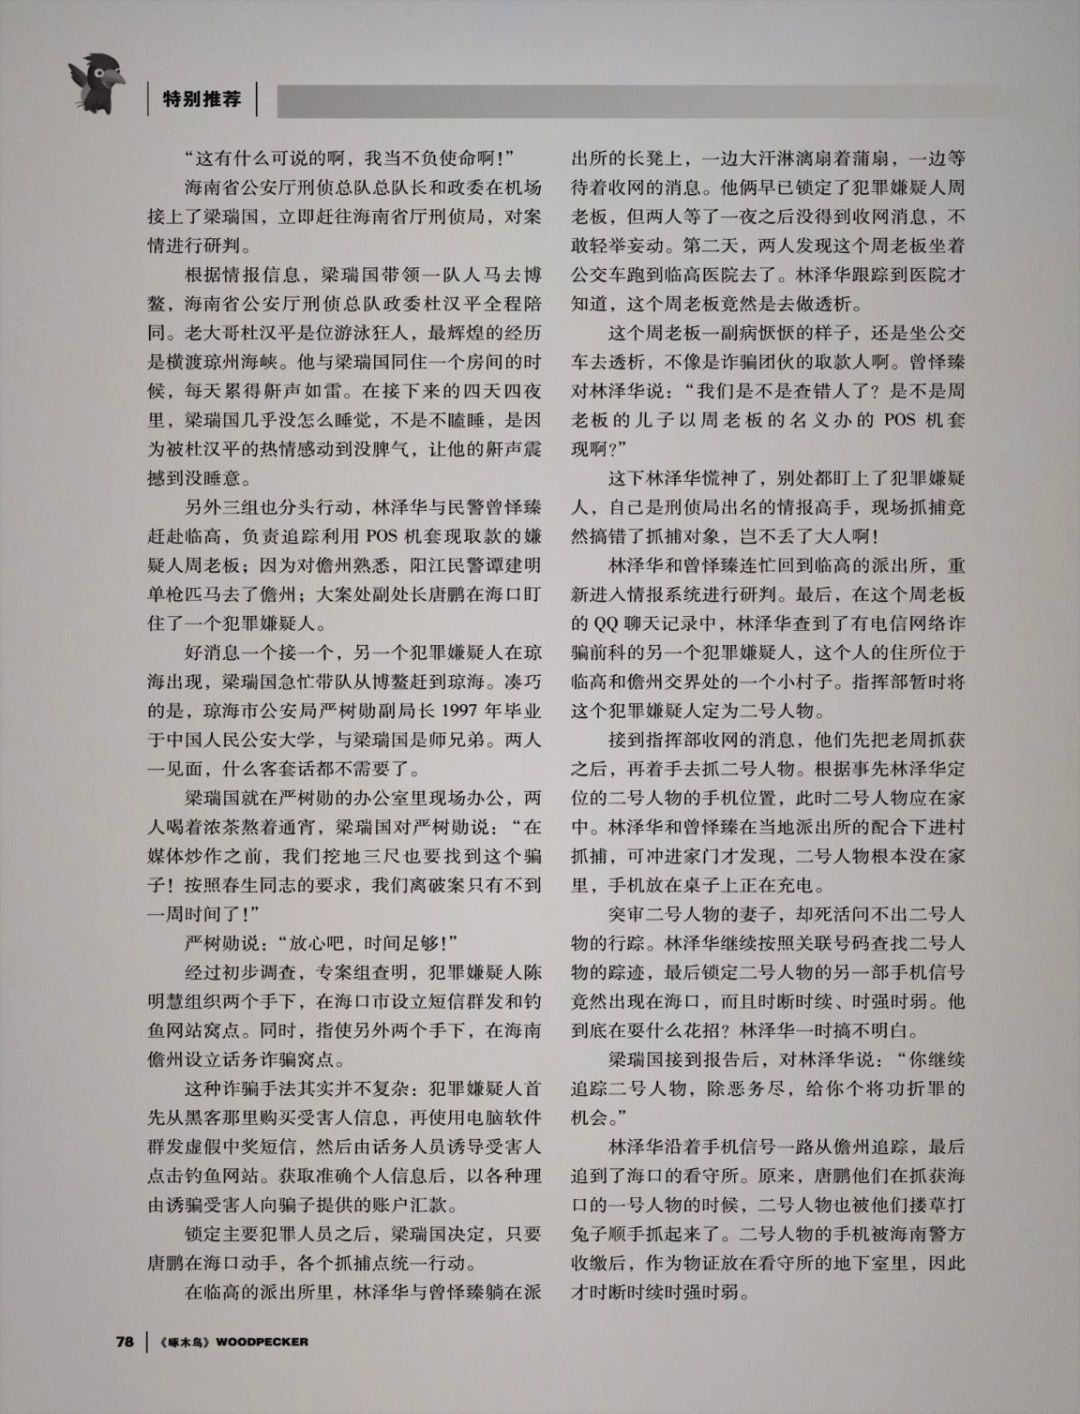 特别推荐
“这有什么可说的啊，我当不负使命啊！”
海南省公安厅刑侦总队总队长和政委在机场
接上了梁瑞国，立即赶往海南省厅刑侦局，对案
情进行研判。
根据情报信息，梁瑞国带领一队人马去博
鳌，海南省公安厅刑侦总队政委杜汉平全程陪
同。老大哥杜汉平是位游泳狂人，最辉煌的经历
是横渡琼州海峡。他与梁瑞国同住一个房间的时
候，每天累得鼾声如雷。在接下来的四天四夜
里，梁瑞国几乎没怎么睡觉，不是不瞌睡，是因
为被杜汉平的热情感动到没脾气，让他的鼾声震
撼到没睡意。
另外三组也分头行动，林泽华与民警曾怿臻
赶赴临高，负责追踪利用 POS 机套现取款的嫌
疑人周老板；因为对儋州熟悉，阳江民警谭建明
单枪匹马去了儋州；大案处副处长唐鹏在海口盯
住了一个犯罪嫌疑人。
好消息一个接一个，另一个犯罪嫌疑人在琼
海出现，梁瑞国急忙带队从博鳌赶到琼海。凑巧
的是，琼海市公安局严树勋副局长 1997 年毕业
于中国人民公安大学，与梁瑞国是师兄弟。两人
一见面，什么客套话都不需要了。
梁瑞国就在严树勋的办公室里现场办公，两
人喝着浓茶熬着通宵，梁瑞国对严树勋说：“在
媒体炒作之前，我们挖地三尺也要找到这个骗
子！按照春生同志的要求，我们离破案只有不到
一周时间了！”
严树勋说：“放心吧，时间足够！”
经过初步调查，专案组查明，犯罪嫌疑人陈
明慧组织两个手下，在海口市设立短信群发和钓
鱼网站窝点。同时，指使另外两个手下，在海南
儋州设立话务诈骗窝点。
这种诈骗手法其实并不复杂：犯罪嫌疑人首
先从黑客那里购买受害人信息，再使用电脑软件
群发虚假中奖短信，然后由话务人员诱导受害人
点击钓鱼网站。获取准确个人信息后，以各种理
由诱骗受害人向骗子提供的账户汇款。
锁定主要犯罪人员之后，梁瑞国决定，只要
唐鹏在海口动手，各个抓捕点统一行动。
在临高的派出所里，林泽华与曾怿臻躺在派
出所的长凳上，一边大汗淋漓扇着蒲扇，一边等
待着收网的消息。他俩早已锁定了犯罪嫌疑人周
老板，但两人等了一夜之后没得到收网消息，不
敢轻举妄动。第二天，两人发现这个周老板坐着
公交车跑到临高医院去了。林泽华跟踪到医院才
知道，这个周老板竟然是去做透析。
这个周老板一副病恹恹的样子，还是坐公交
车去透析，不像是诈骗团伙的取款人啊。曾怿臻
对林泽华说：“我们是不是查错人了？是不是周
老板的儿子以周老板的名义办的 POS 机套
现啊？”
这下林泽华慌神了，别处都盯上了犯罪嫌疑
人，自己是刑侦局出名的情报高手，现场抓捕竟
然搞错了抓捕对象，岂不丢了大人啊！
林泽华和曾怿臻连忙回到临高的派出所，重
新进入情报系统进行研判。最后，在这个周老板
的 QQ 聊天记录中，林泽华查到了有电信网络诈
骗前科的另一个犯罪嫌疑人，这个人的住所位于
临高和儋州交界处的一个小村子。指挥部暂时将
这个犯罪嫌疑人定为二号人物。
接到指挥部收网的消息，他们先把老周抓获
之后，再着手去抓二号人物。根据事先林泽华定
位的二号人物的手机位置，此时二号人物应在家
中。林泽华和曾怿臻在当地派出所的配合下进村
抓捕，可冲进家门才发现，二号人物根本没在家
里，手机放在桌子上正在充电。
突审二号人物的妻子，却死活问不出二号人
物的行踪。林泽华继续按照关联号码查找二号人
物的踪迹，最后锁定二号人物的另一部手机信号
竟然出现在海口，而且时断时续、时强时弱。他
到底在耍什么花招？林泽华一时搞不明白。
梁瑞国接到报告后，对林泽华说：“你继续
追踪二号人物，除恶务尽，给你个将功折罪的
机会。”
林泽华沿着手机信号一路从儋州追踪，最后
追到了海口的看守所。原来，唐鹏他们在抓获海
口的一号人物的时候，二号人物也被他们搂草打
兔子顺手抓起来了。二号人物的手机被海南警方
收缴后，作为物证放在看守所的地下室里，因此
才时断时续时强时弱。
78 《啄木鸟》WOODPECKER